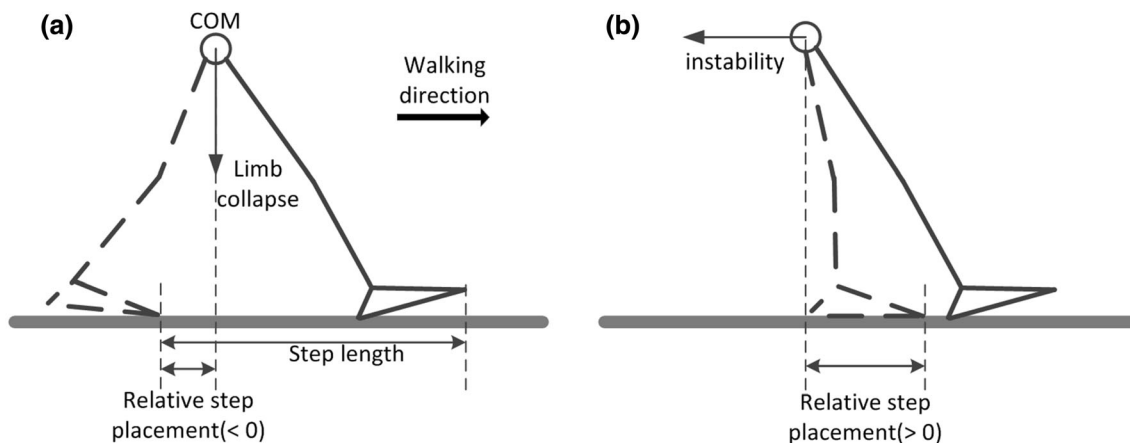 (a)
COM
Walking
direction
Limb
collapse
Step length
Relative step
placement(< 0)
(b)
instability
Relative step
placement(> 0)